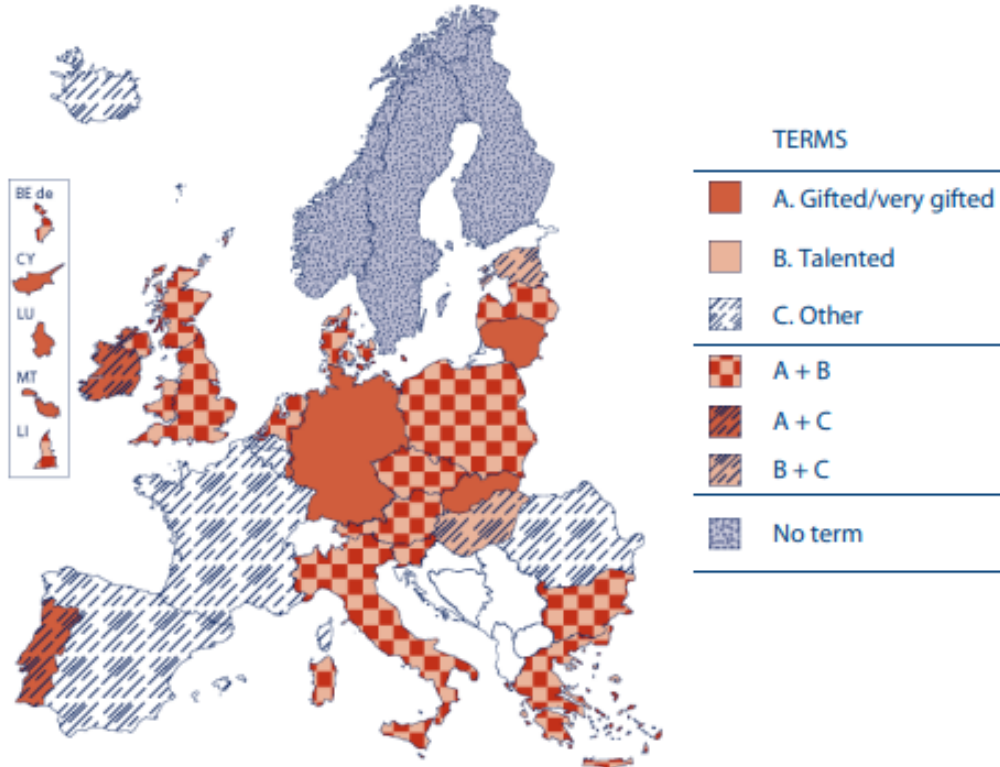 BE de
CY
LU
MT
LI
TERMS
A. Gifted/very gifted
B. Talented
C. Other
A + B
A + C
B + C
No term